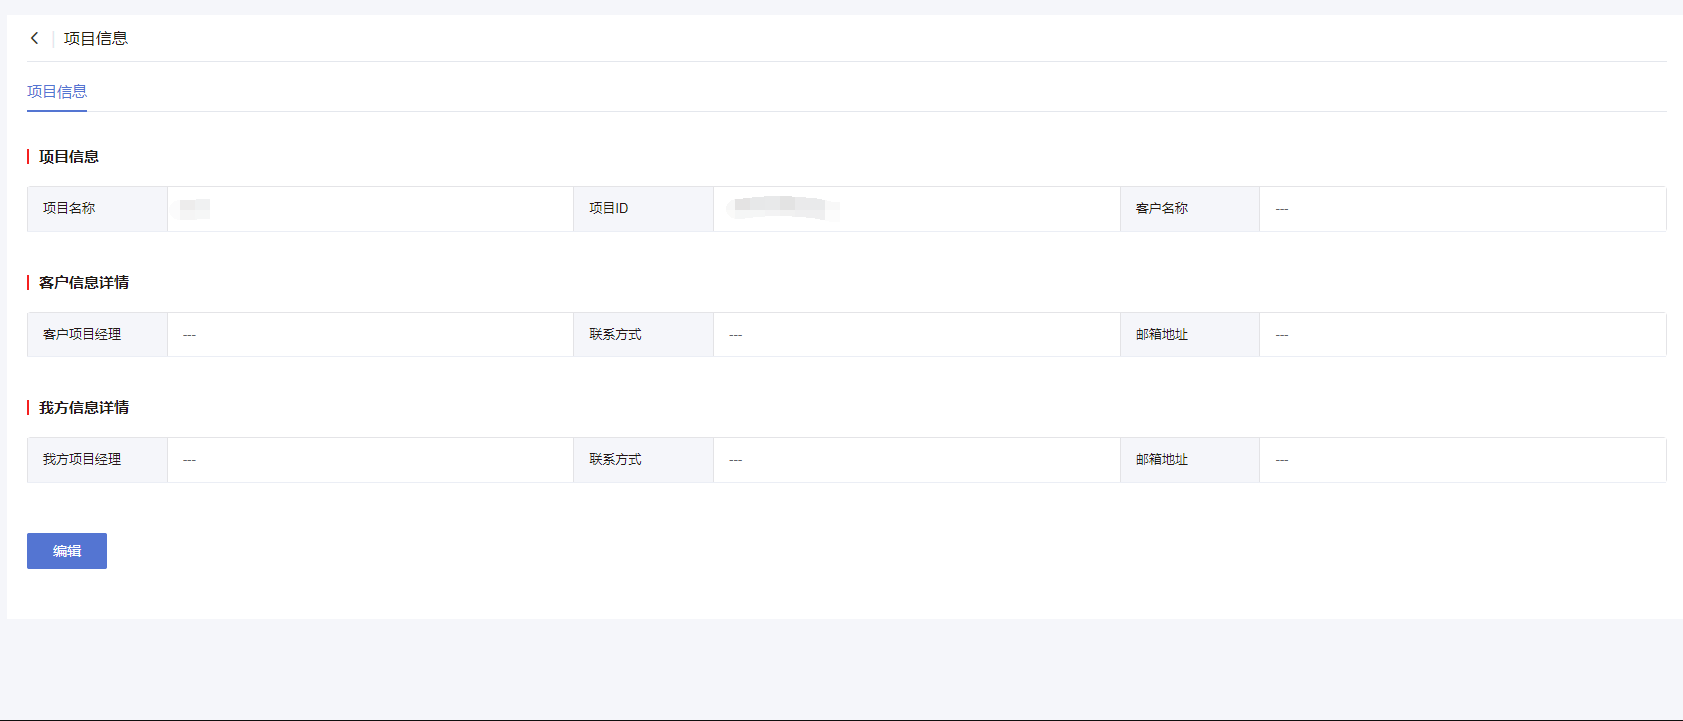 项目信息
项目信息
项目信息
项目名称 项目ID 客户名称 ---
客户信息详情
客户项目经理 --- 联系方式 --- 邮箱地址 ---
我方信息详情
我方项目经理 --- 联系方式 --- 邮箱地址 ---
编辑